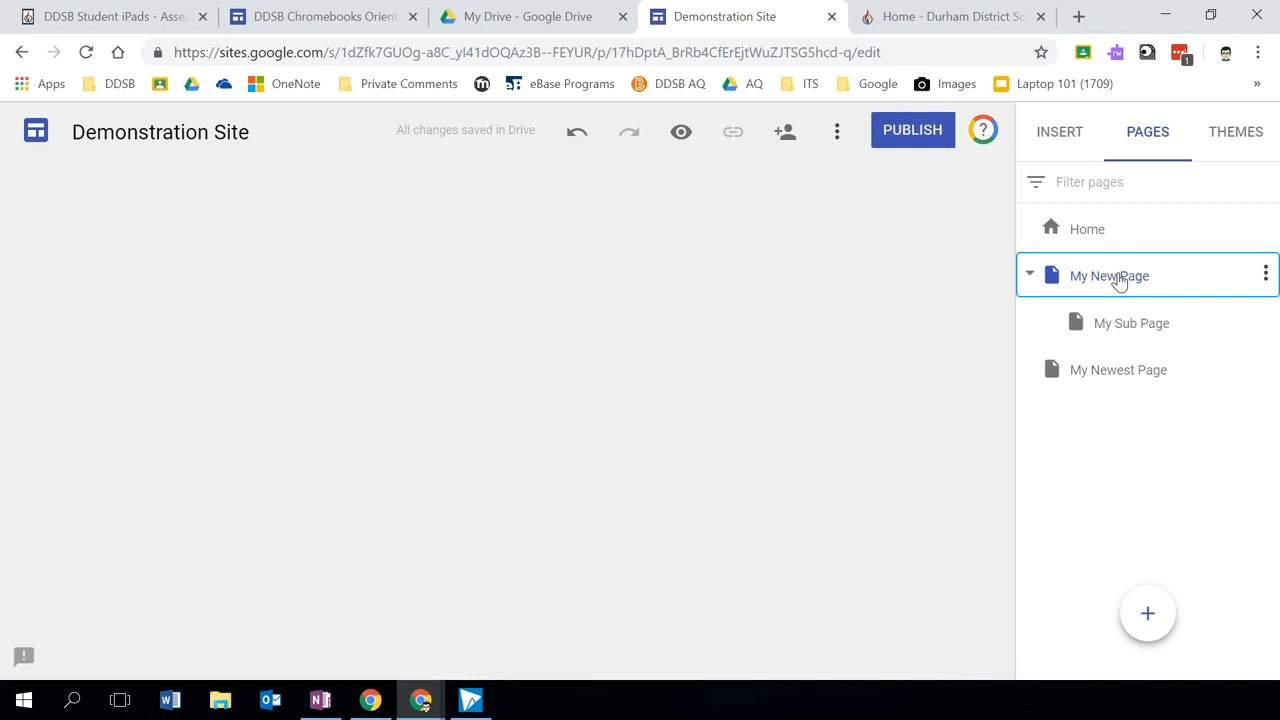 DDSB Student iPads - Asses
DDSB Chromebooks Orient
My Drive - Google Drive
Demonstration Site
Home - Durham District Sc
https://sites.google.com/s/1dZfk7GUOg-a8C_yl41dOQAz3B--FEYUR/p/17hDptA_BrRb4CfErEjtWuZJTSG5hcd-q/edit
1
Apps
DDSB
OneNote
Private Comments
eBase Programs
DDSB AQ
AQ
ITS
Google
Images
Laptop 101 (1709)
»
Demonstration Site
All changes saved in Drive
PUBLISH
INSERT
PAGES
THEMES
Filter pages
Home
My New Page
My Sub Page
My Newest Page